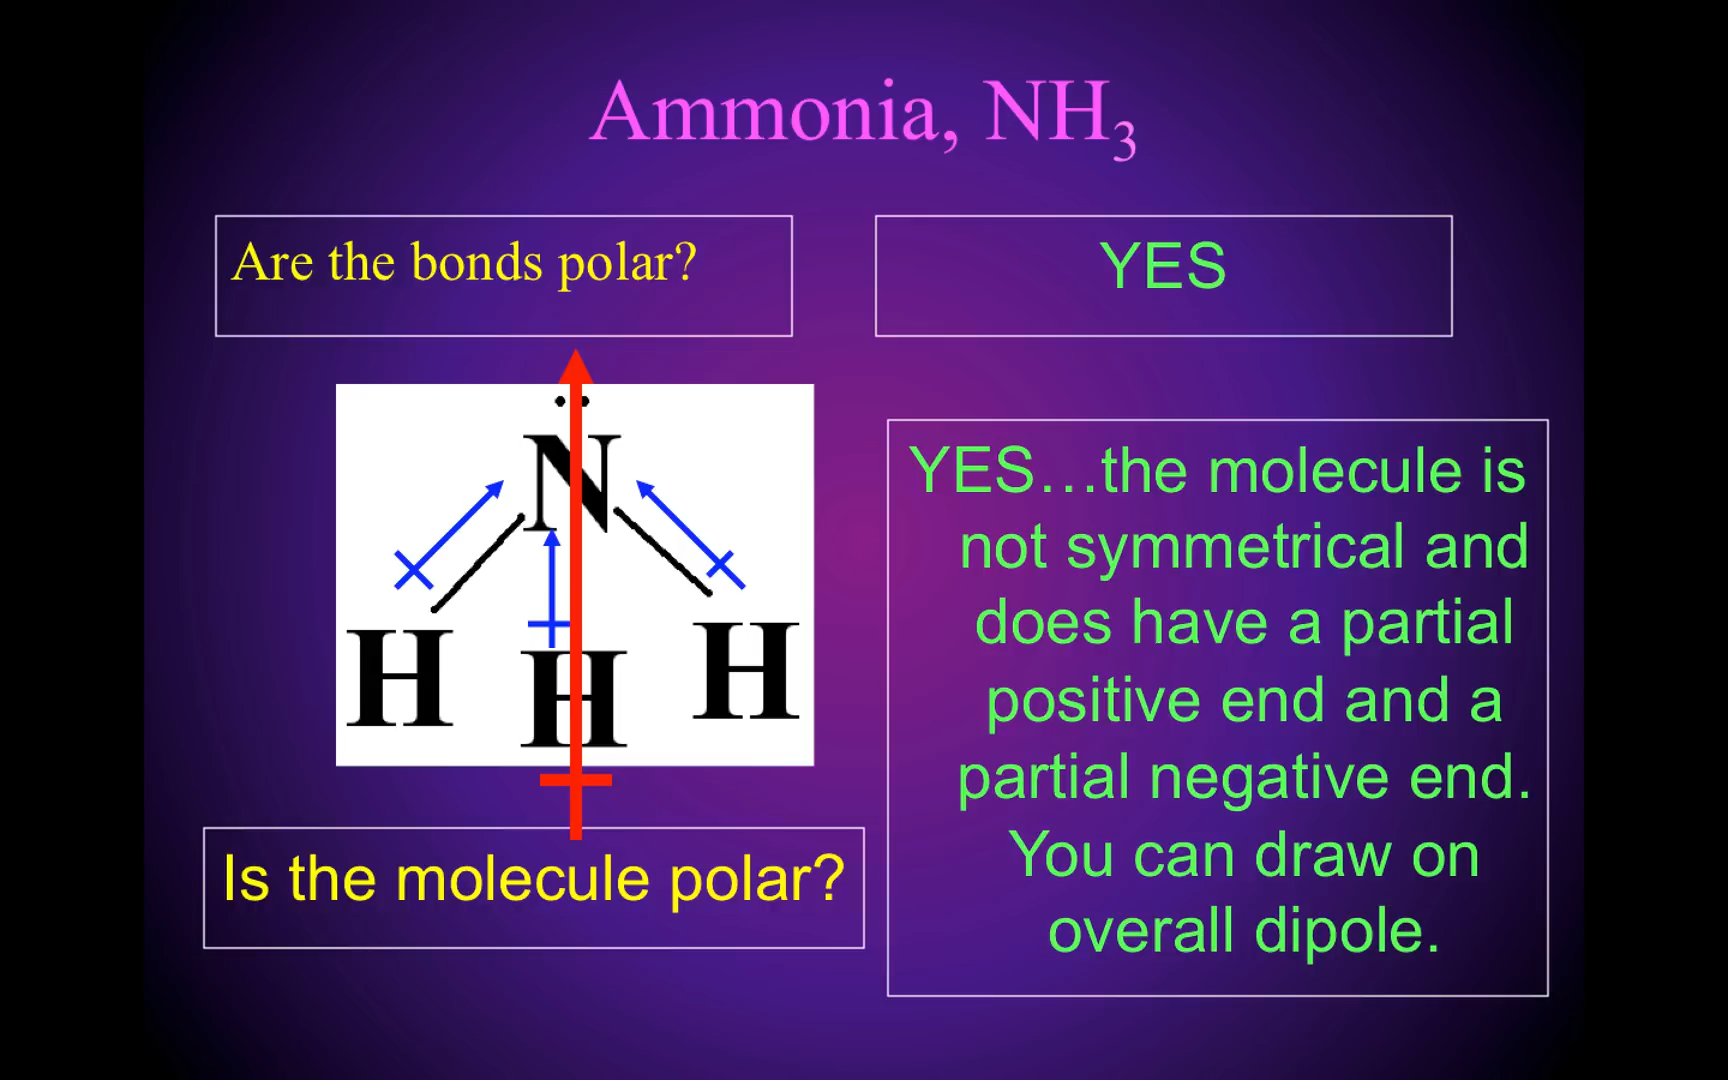 Ammonia, NH₃
Are the bonds polar?
YES
N
H H H
Is the molecule polar?
YES…the molecule is
not symmetrical and
does have a partial
positive end and a
partial negative end.
You can draw on
overall dipole.